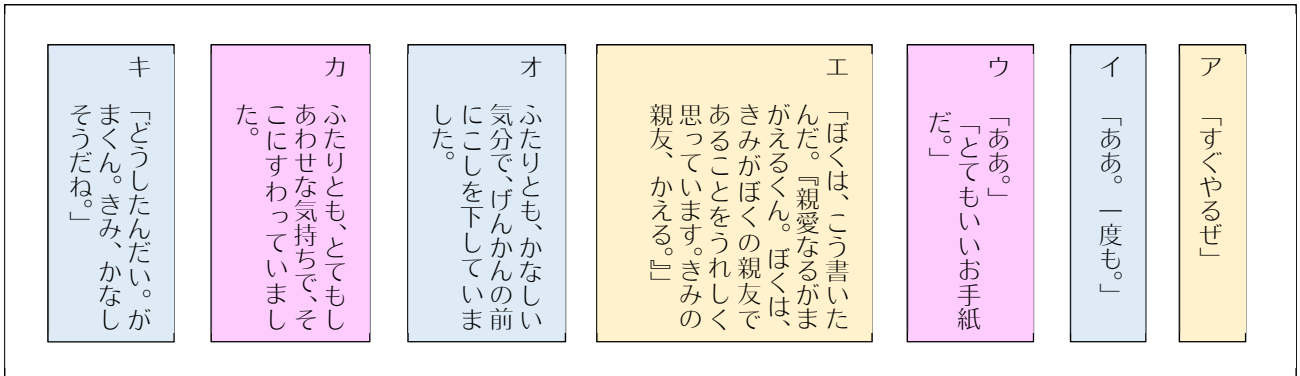 ア 「すぐやるぜ」
イ 「ああ。一度も。」
ウ 「ああ。」
「とてもいいお手紙
だ。」
エ 「ぼくは、こう書いた
んだ。『親愛なるがま
がえるくん。ぼくは、
きみがぼくの親友で
あることをうれしく
思っています。きみの
親友、かえる。』」
オ ふたりとも、かなしい
気分で、げんかんの前
にこしを下していま
した。
カ ふたりとも、とてもし
あわせな気持ちで、そ
こにすわっていまし
た。
キ 「どうしたんだい。が
まくん。きみ、かなし
そうだね。」